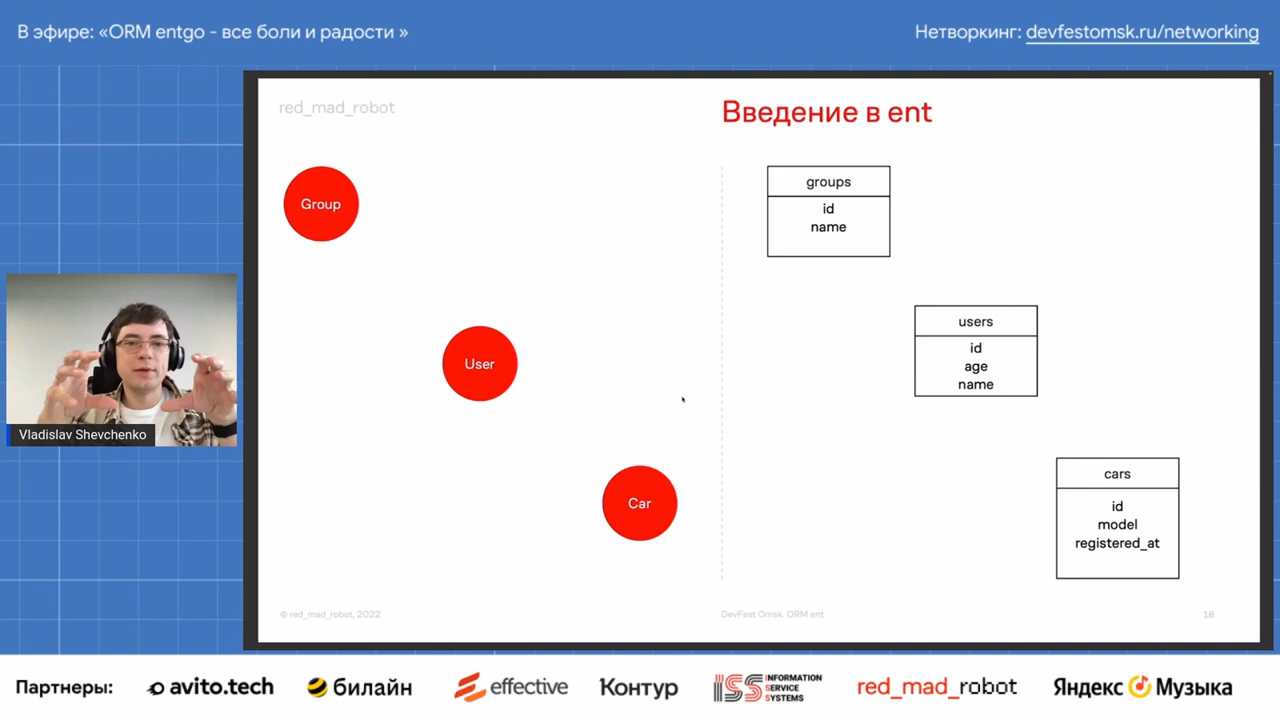 В эфире: «ORM entgo - все боли и радости »
Нетворкинг: devfestomsk.ru/networking
red_mad_robot
Введение в ent
Group
User
Car
groups
id
name
users
id
age
name
cars
id
model
registered_at
Vladislav Shevchenko
© red_mad_robot, 2022
DevFest Omsk. ORM ent
18
Партнеры:
avito.tech
билайн
effective
Контур
ISS INFORMATION
SERVICE
SYSTEMS
red_mad_robot
Яндекс Музыка